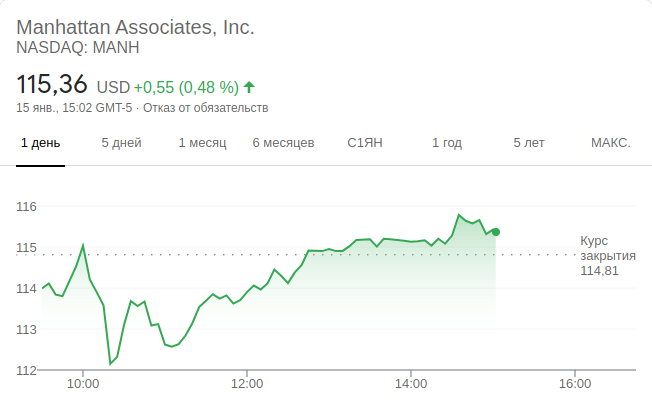 Manhattan Associates, Inc.
NASDAQ: MANH
115,36 USD +0,55 (0,48 %)
15 янв., 15:02 GMT-5 · Отказ от обязательств
1 день 5 дней 1 месяц 6 месяцев С1ЯН 1 год 5 лет МАКС.
116
115
114
113
112
Курс
закрытия
114,81
10:00 12:00 14:00 16:00